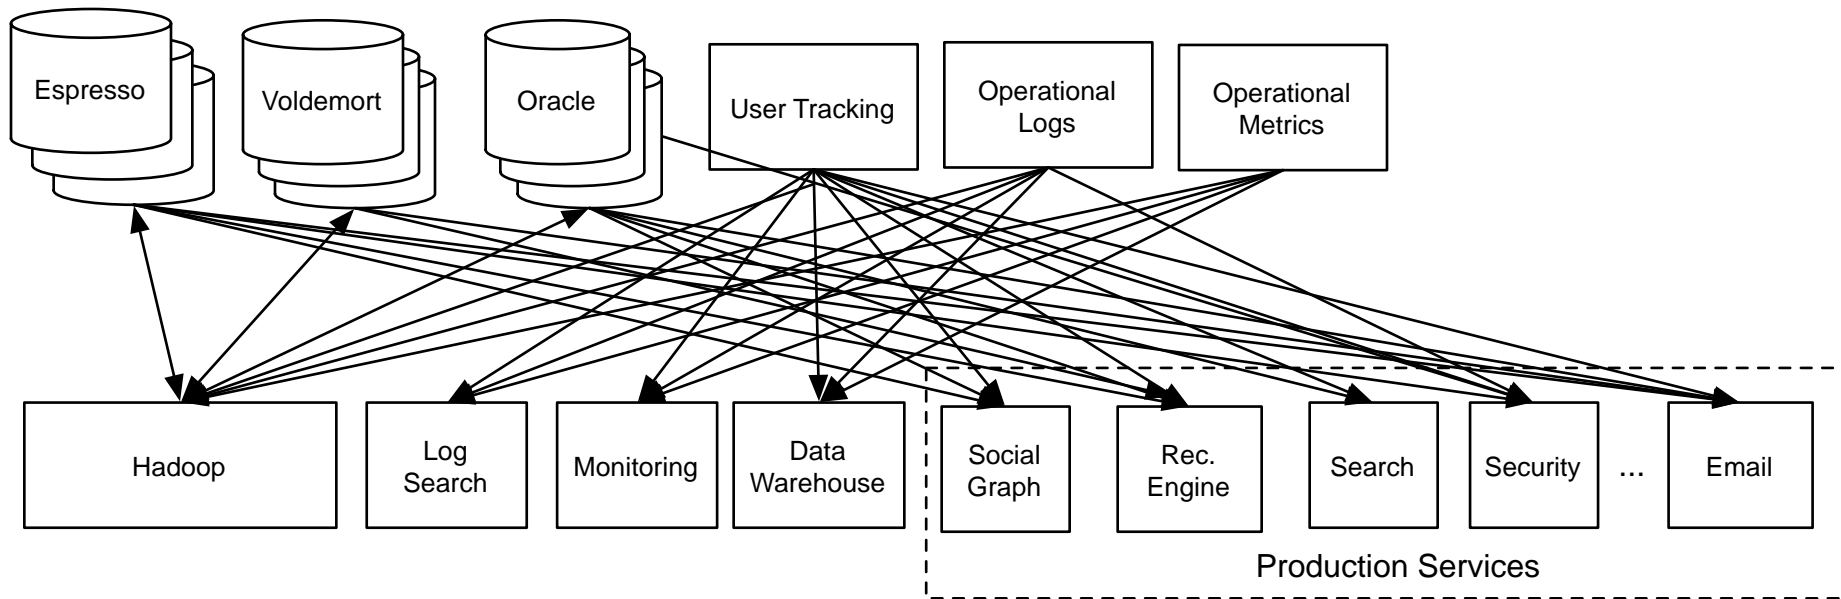 Espresso
Voldemort
Oracle
User Tracking
Operational
Logs
Operational
Metrics
Hadoop
Log
Search
Monitoring
Data
Warehouse
Social
Graph
Rec.
Engine
Search
Security
...
Email
Production Services